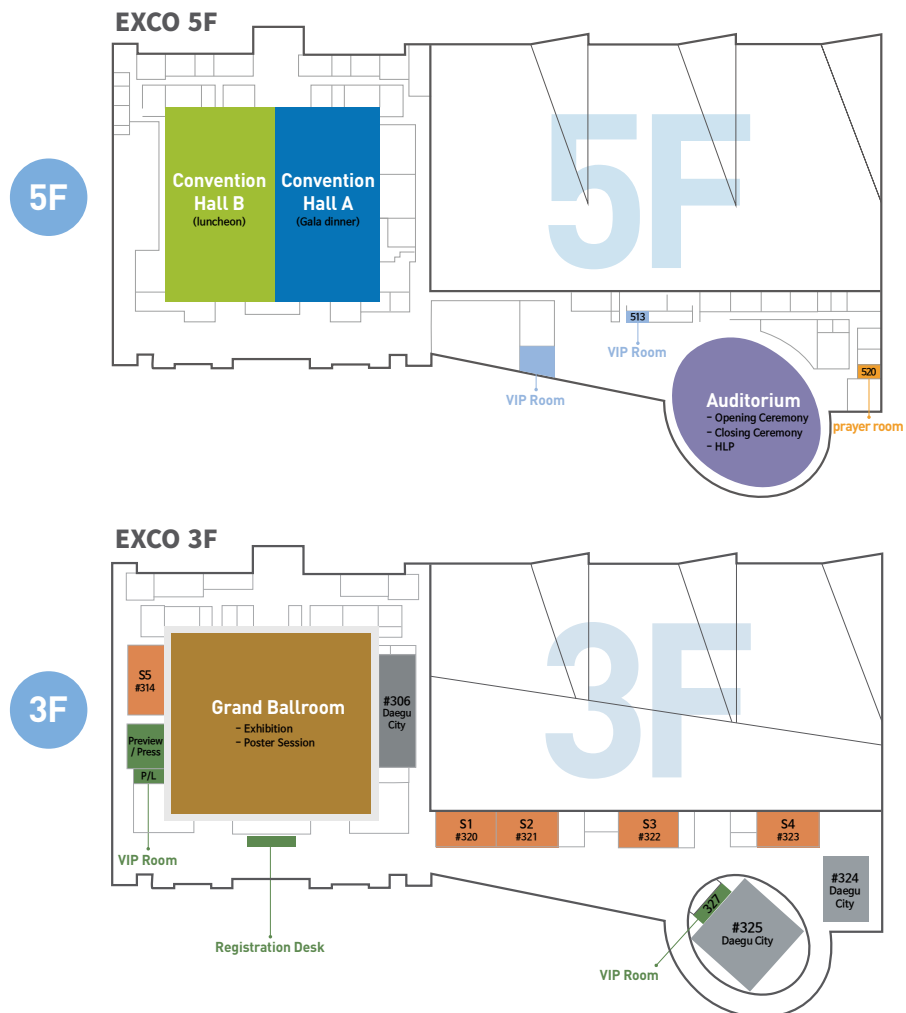 EXCO 5F
5F
5F
Convention
Hall B
(luncheon)
Convention
Hall A
(Gala dinner)
513
VIP Room
VIP Room
520
prayer room
Auditorium
- Opening Ceremony
- Closing Ceremony
- HLP
EXCO 3F
3F
3F
S5
#314
Preview
/ Press
P/L
VIP Room
Grand Ballroom
- Exhibition
- Poster Session
#306
Daegu
City
Registration Desk
S1
#320
S2
#321
S3
#322
S4
#323
#324
Daegu
City
327
#325
Daegu City
VIP Room